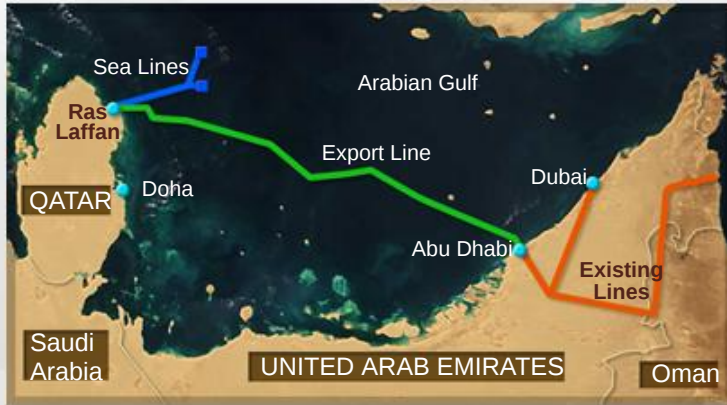 Sea Lines
Arabian Gulf
Ras
Laffan
Export Line
Doha
Dubai
QATAR
Abu Dhabi
Existing
Lines
Saudi
Arabia
UNITED ARAB EMIRATES
Oman